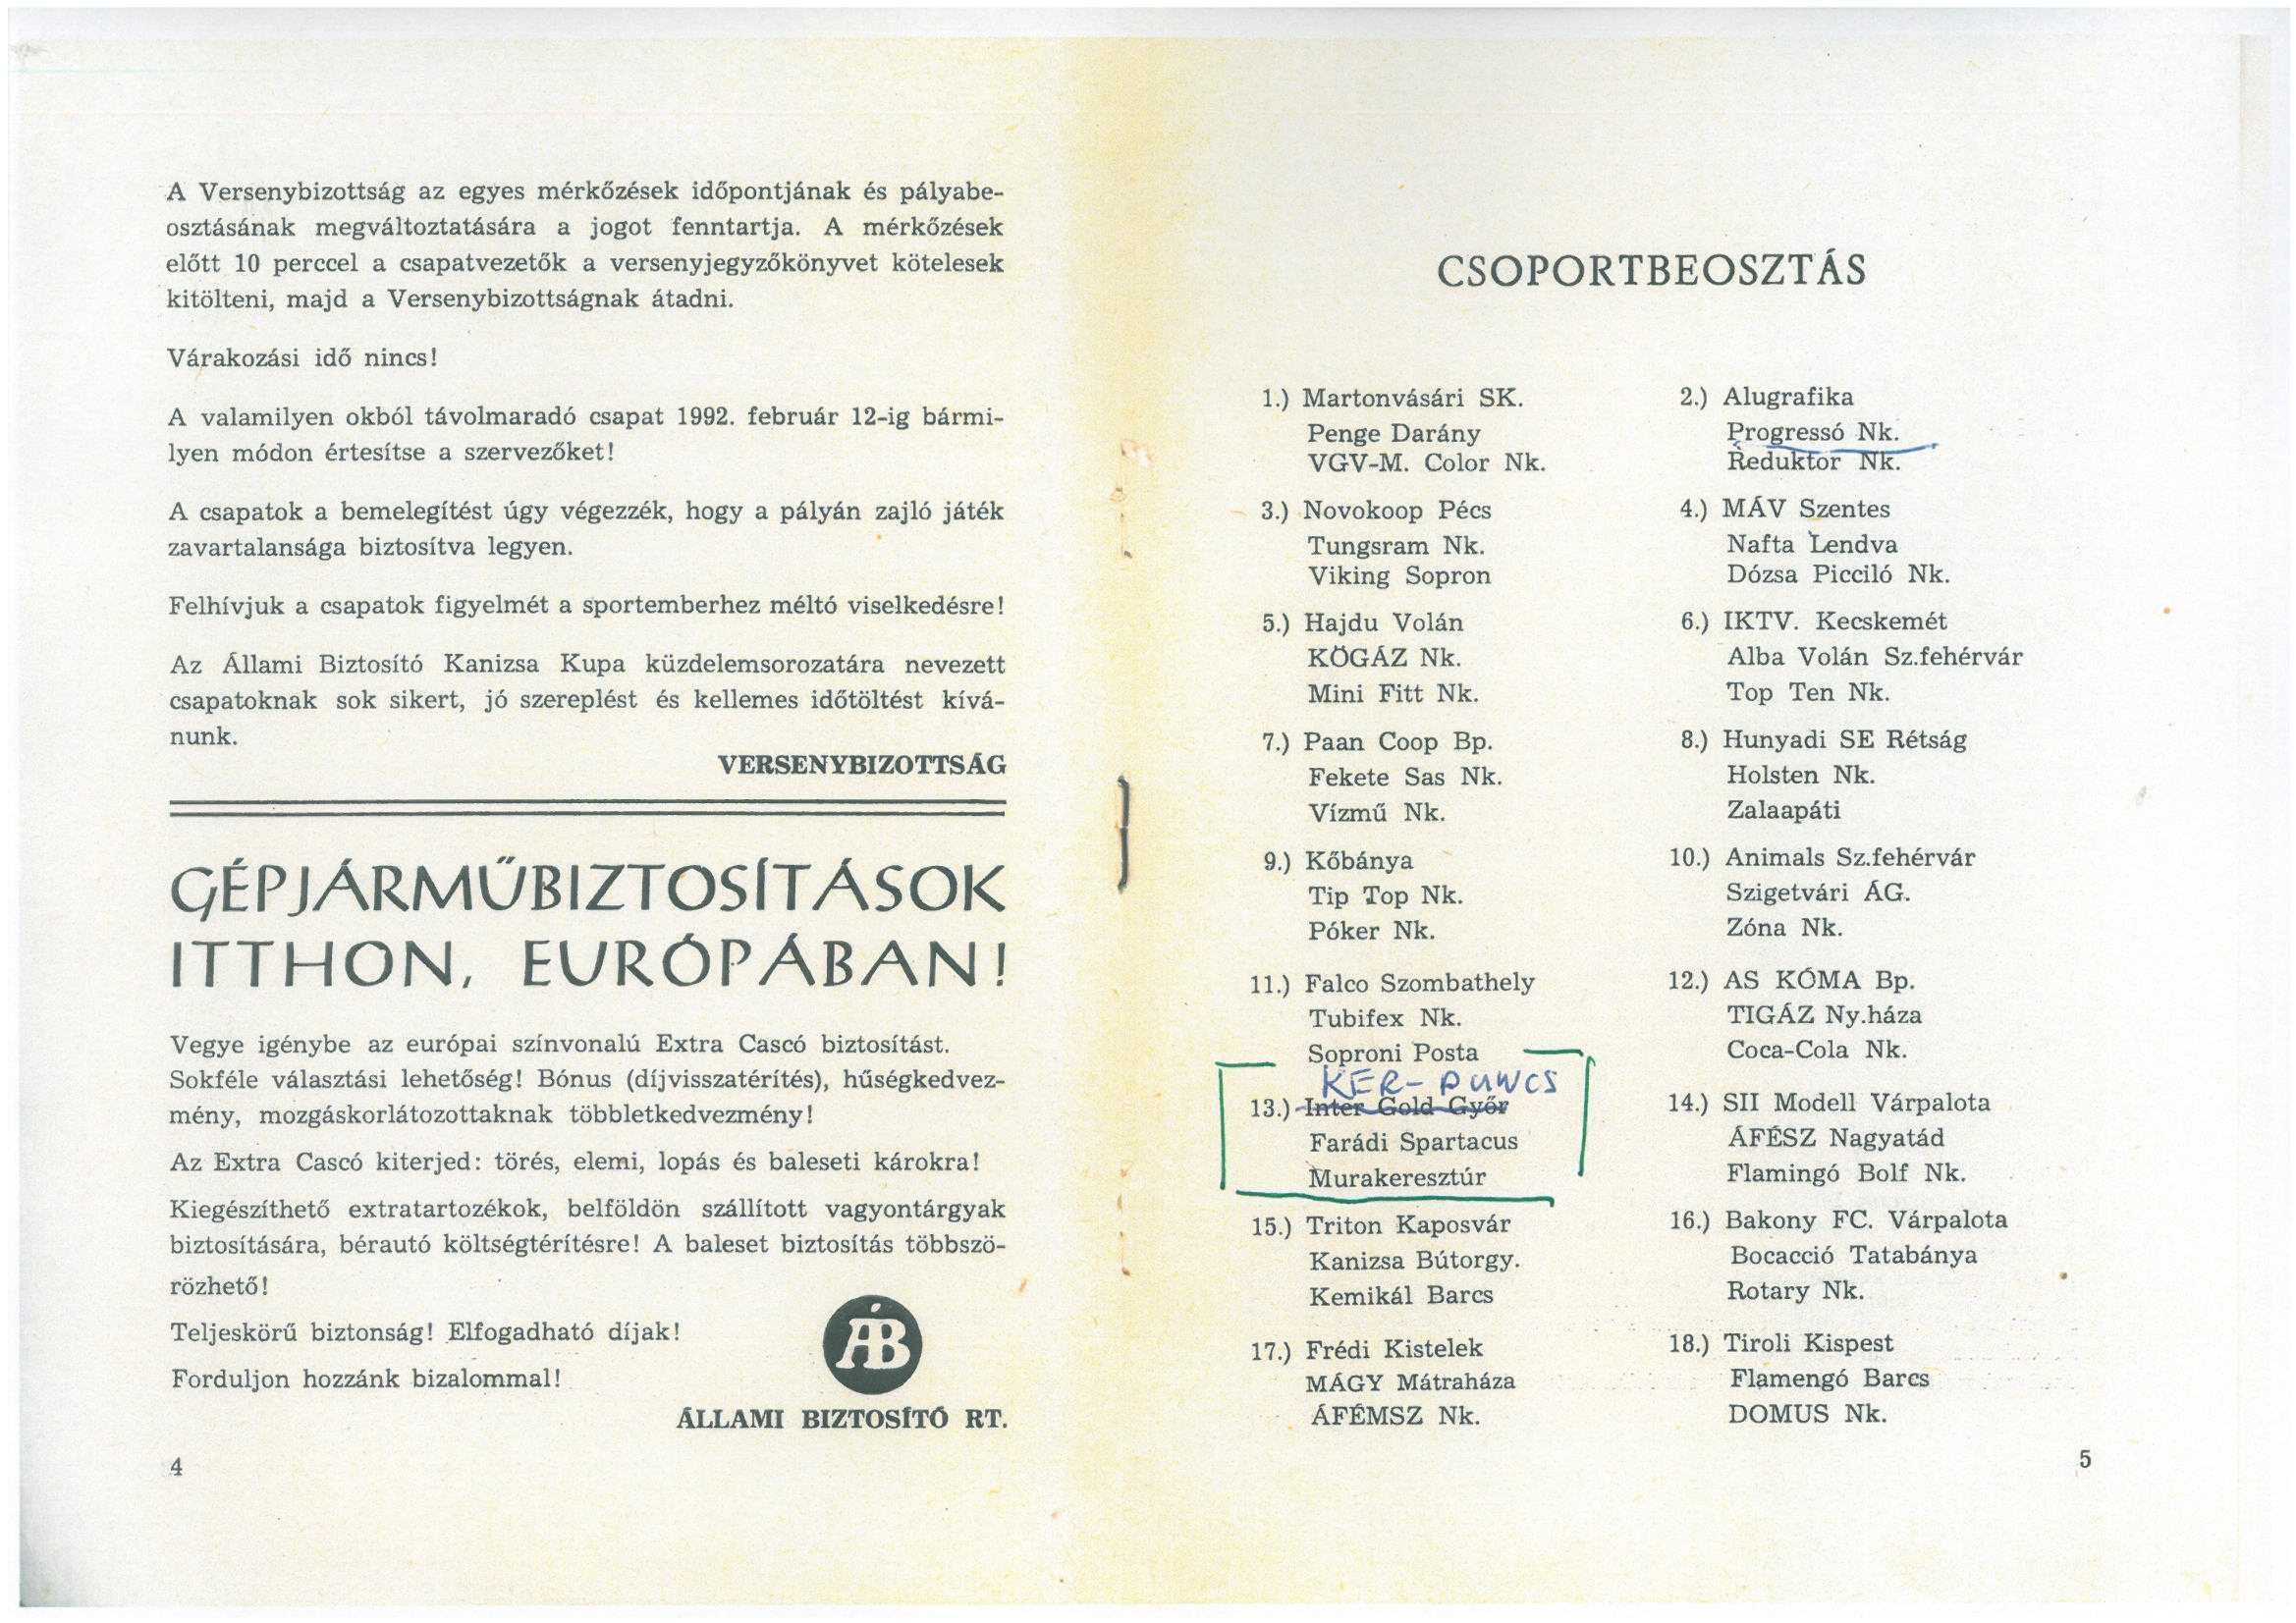 A Versenybizottság az egyes mérkőzések időpontjának és pályabe-
osztásának megváltoztatására a jogot fenntartja. A mérkőzések
előtt 10 perccel a csapatvezetők a versenyjegyzőkönyvet kötelesek
kitölteni, majd a Versenybizottságnak átadni.
Várakozási idő nincs!
A valamilyen okból távolmaradó csapat 1992. február 12-ig bármi-
lyen módon értesítse a szervezőket!
A csapatok a bemelegítést úgy végezzék, hogy a pályán zajló játék
zavartalansága biztosítva legyen.
Felhívjuk a csapatok figyelmét a sportemberhez méltó viselkedésre!
Az Állami Biztosító Kanizsa Kupa küzdelemsorozatára nevezett
csapatoknak sok sikert, jó szereplést és kellemes időtöltést kívá-
nunk.
VERSENYBIZOTTSÁG
GÉPJÁRMŰBIZTOSÍTÁSOK
ITTHON, EURÓPÁBAN!
Vegye igénybe az európai színvonalú Extra Cascó biztosítást.
Sokféle választási lehetőség! Bónus (díjvisszatérítés), hűségkedvez-
mény, mozgáskorlátozottaknak többletkedvezmény!
Az Extra Cascó kiterjed: törés, elemi, lopás és baleseti károkra!
Kiegészíthető extratartozékok, belföldön szállított vagyontárgyak
biztosítására, bérautó költségtérítésre! A baleset biztosítás többszö-
rözhető!
Teljeskörű biztonság! Elfogadható díjak!
Forduljon hozzánk bizalommal!
ÁB
ÁLLAMI BIZTOSÍTÓ RT.
4
CSOPORTBEOSZTÁS
1.) Martonvásári SK.
Penge Darány
VGV-M. Color Nk.
2.) Alugrafika
Progressó Nk.
Reduktor Nk.
3.) Novokoop Pécs
Tungsram Nk.
Viking Sopron
4.) MÁV Szentes
Nafta Lendva
Dózsa Picciló Nk.
5.) Hajdu Volán
KÖGÁZ Nk.
Mini Fitt Nk.
6.) IKTV. Kecskemét
Alba Volán Sz.fehérvár
Top Ten Nk.
7.) Paan Coop Bp.
Fekete Sas Nk.
Vízmű Nk.
8.) Hunyadi SE Rétság
Holsten Nk.
Zalaapáti
9.) Kőbánya
Tip Top Nk.
Póker Nk.
10.) Animals Sz.fehérvár
Szigetvári ÁG.
Zóna Nk.
11.) Falco Szombathely
Tubifex Nk.
Soproni Posta
12.) AS KÓMA Bp.
TIGÁZ Ny.háza
Coca-Cola Nk.
KER-PUWCS
13.) Inter Gold Győr
Farádi Spartacus
Murakeresztúr
14.) SII Modell Várpalota
ÁFÉSZ Nagyatád
Flamingó Bolf Nk.
15.) Triton Kaposvár
Kanizsa Bútorgy.
Kemikál Barcs
16.) Bakony FC. Várpalota
Bocacció Tatabánya
Rotary Nk.
17.) Frédi Kistelek
MÁGY Mátraháza
ÁFÉMSZ Nk.
18.) Tiroli Kispest
Flamengó Barcs
DOMUS Nk.
5